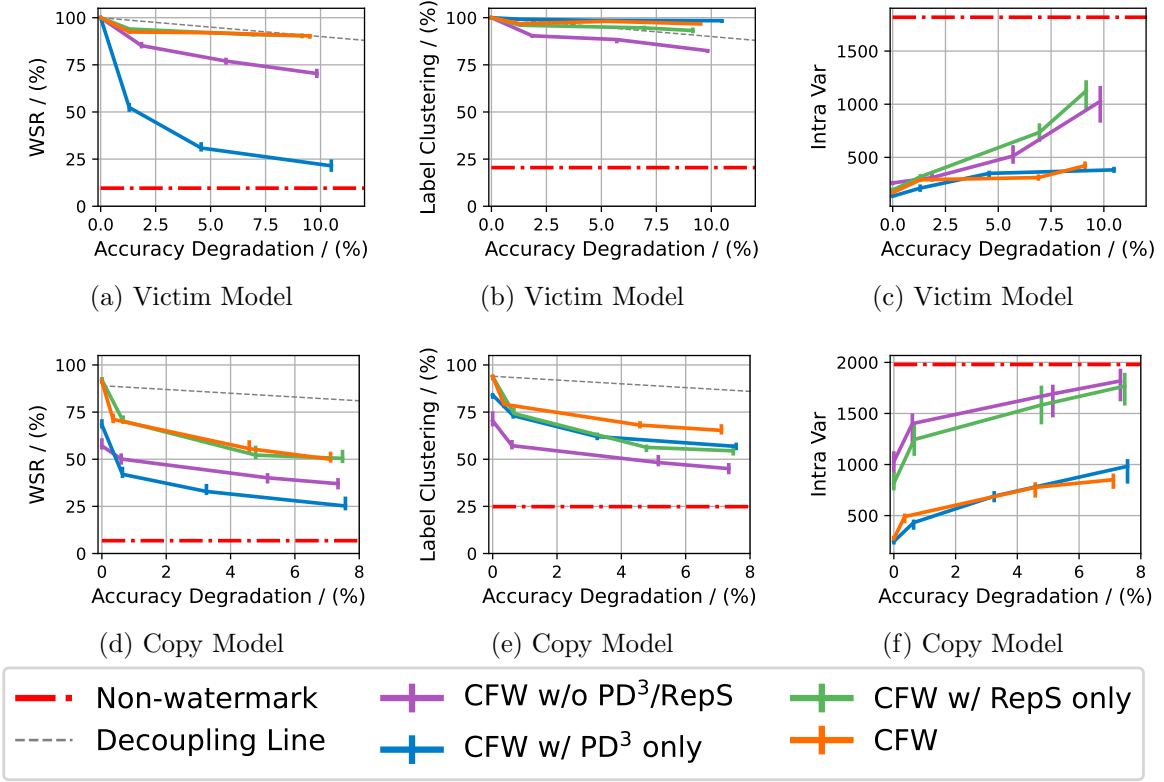 WSR / (%)
100
75
50
25
0
0.0 2.5 5.0 7.5 10.0
Accuracy Degradation / (%)
(a) Victim Model
Label Clustering / (%)
100
75
50
25
0
0.0 2.5 5.0 7.5 10.0
Accuracy Degradation / (%)
(b) Victim Model
Intra Var
1500
1000
500
0.0 2.5 5.0 7.5 10.0
Accuracy Degradation / (%)
(c) Victim Model
WSR / (%)
100
75
50
25
0
0 2 4 6 8
Accuracy Degradation / (%)
(d) Copy Model
Label Clustering / (%)
100
75
50
25
0
0 2 4 6 8
Accuracy Degradation / (%)
(e) Copy Model
Intra Var
2000
1500
1000
500
0 2 4 6 8
Accuracy Degradation / (%)
(f) Copy Model
Non-watermark
Decoupling Line
CFW w/o PD³/RepS
CFW w/ PD³ only
CFW w/ RepS only
CFW